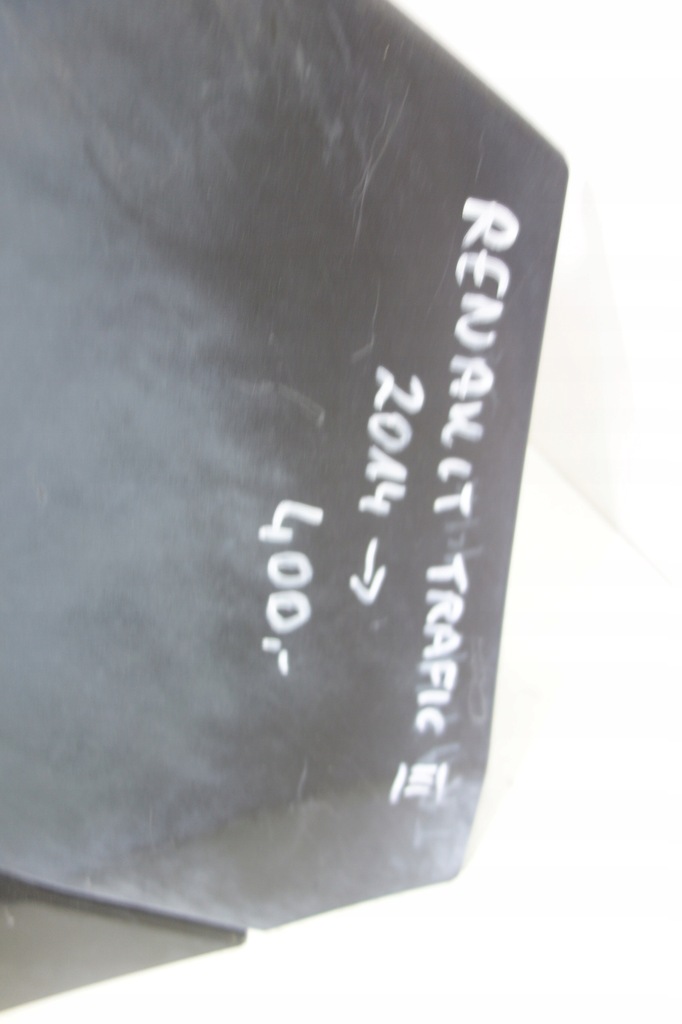 RENAULT TRAFIC III
2014 →
400,-